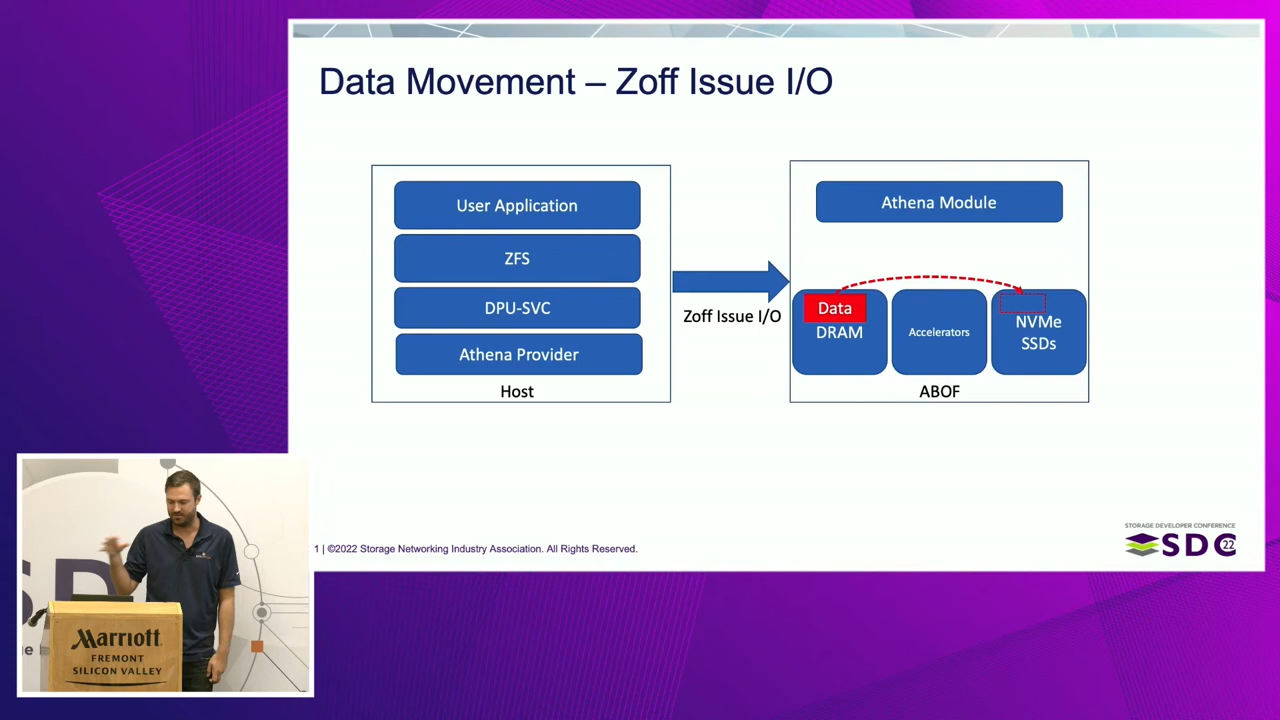 Data Movement – Zoff Issue I/O
User Application
ZFS
DPU-SVC
Athena Provider
Host
Zoff Issue I/O
Athena Module
Data
DRAM
Accelerators
NVMe
SSDs
ABOF
1 | ©2022 Storage Networking Industry Association. All Rights Reserved.
STORAGE DEVELOPER CONFERENCE
SDC
22
Marriott
FREMONT
SILICON VALLEY